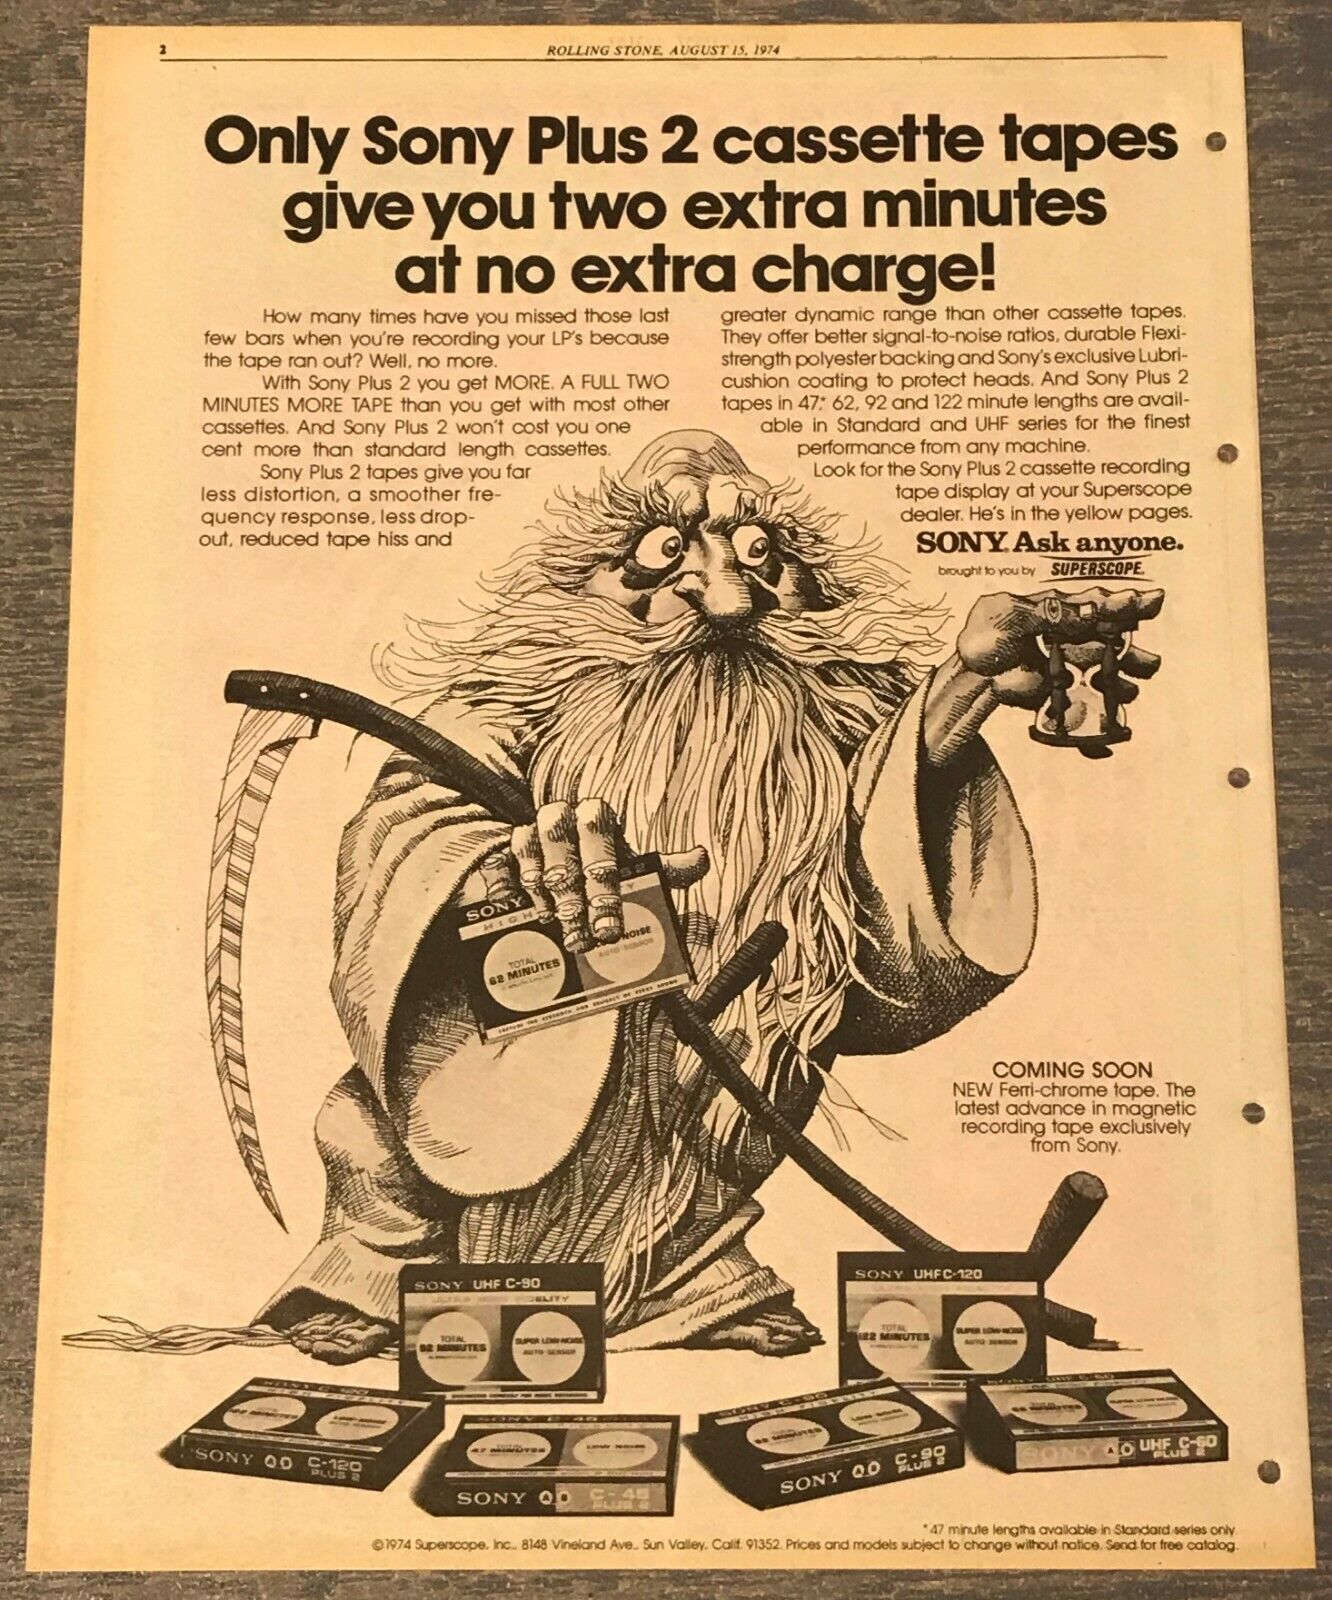 2
ROLLING STONE, AUGUST 15, 1974
Only Sony Plus 2 cassette tapes
give you two extra minutes
at no extra charge!
How many times have you missed those last
few bars when you're recording your LP's because
the tape ran out? Well, no more.
With Sony Plus 2 you get MORE. A FULL TWO
MINUTES MORE TAPE than you get with most other
cassettes. And Sony Plus 2 won't cost you one
cent more than standard length cassettes.
Sony Plus 2 tapes give you far
less distortion, a smoother fre-
quency response, less drop-
out, reduced tape hiss and
greater dynamic range than other cassette tapes.
They offer better signal-to-noise ratios, durable Flexi-
strength polyester backing and Sony's exclusive Lubri-
cushion coating to protect heads. And Sony Plus 2
tapes in 47,* 62, 92 and 122 minute lengths are avail-
able in Standard and UHF series for the finest
performance from any machine.
Look for the Sony Plus 2 cassette recording
tape display at your Superscope
dealer. He's in the yellow pages.
SONY. Ask anyone.
brought to you by SUPERSCOPE.
SONY
HIGH
TOTAL
62 MINUTES
NOISE
AUTO SENSOR
COMING SOON
NEW Ferri-chrome tape. The
latest advance in magnetic
recording tape exclusively
from Sony.
SONY UHF C-90
TOTAL
92 MINUTES
SUPER LOW-NOISE
AUTO SENSOR
SONY UHF C-120
TOTAL
122 MINUTES
SUPER LOW-NOISE
AUTO SENSOR
SONY C-120
PLUS 2
SONY C-45
47 MINUTES
LOW NOISE
SONY C-45
PLUS 2
SONY C-90
LOW NOISE
SONY C-90
PLUS 2
SONY UHF C-60
PLUS 2
*47 minute lengths available in Standard series only
©1974 Superscope, Inc., 8148 Vineland Ave., Sun Valley, Calif. 91352. Prices and models subject to change without notice. Send for free catalog.